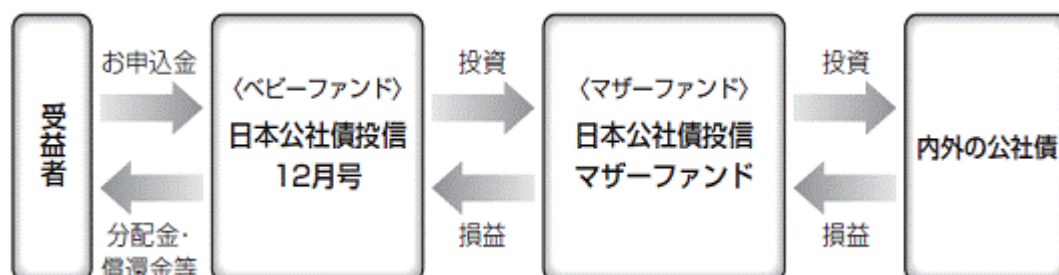 受益者
お申込金
分配金・
償還金等
〈ベビーファンド〉
日本公社債投信
12月号
投資
損益
〈マザーファンド〉
日本公社債投信
マザーファンド
投資
損益
内外の公社債